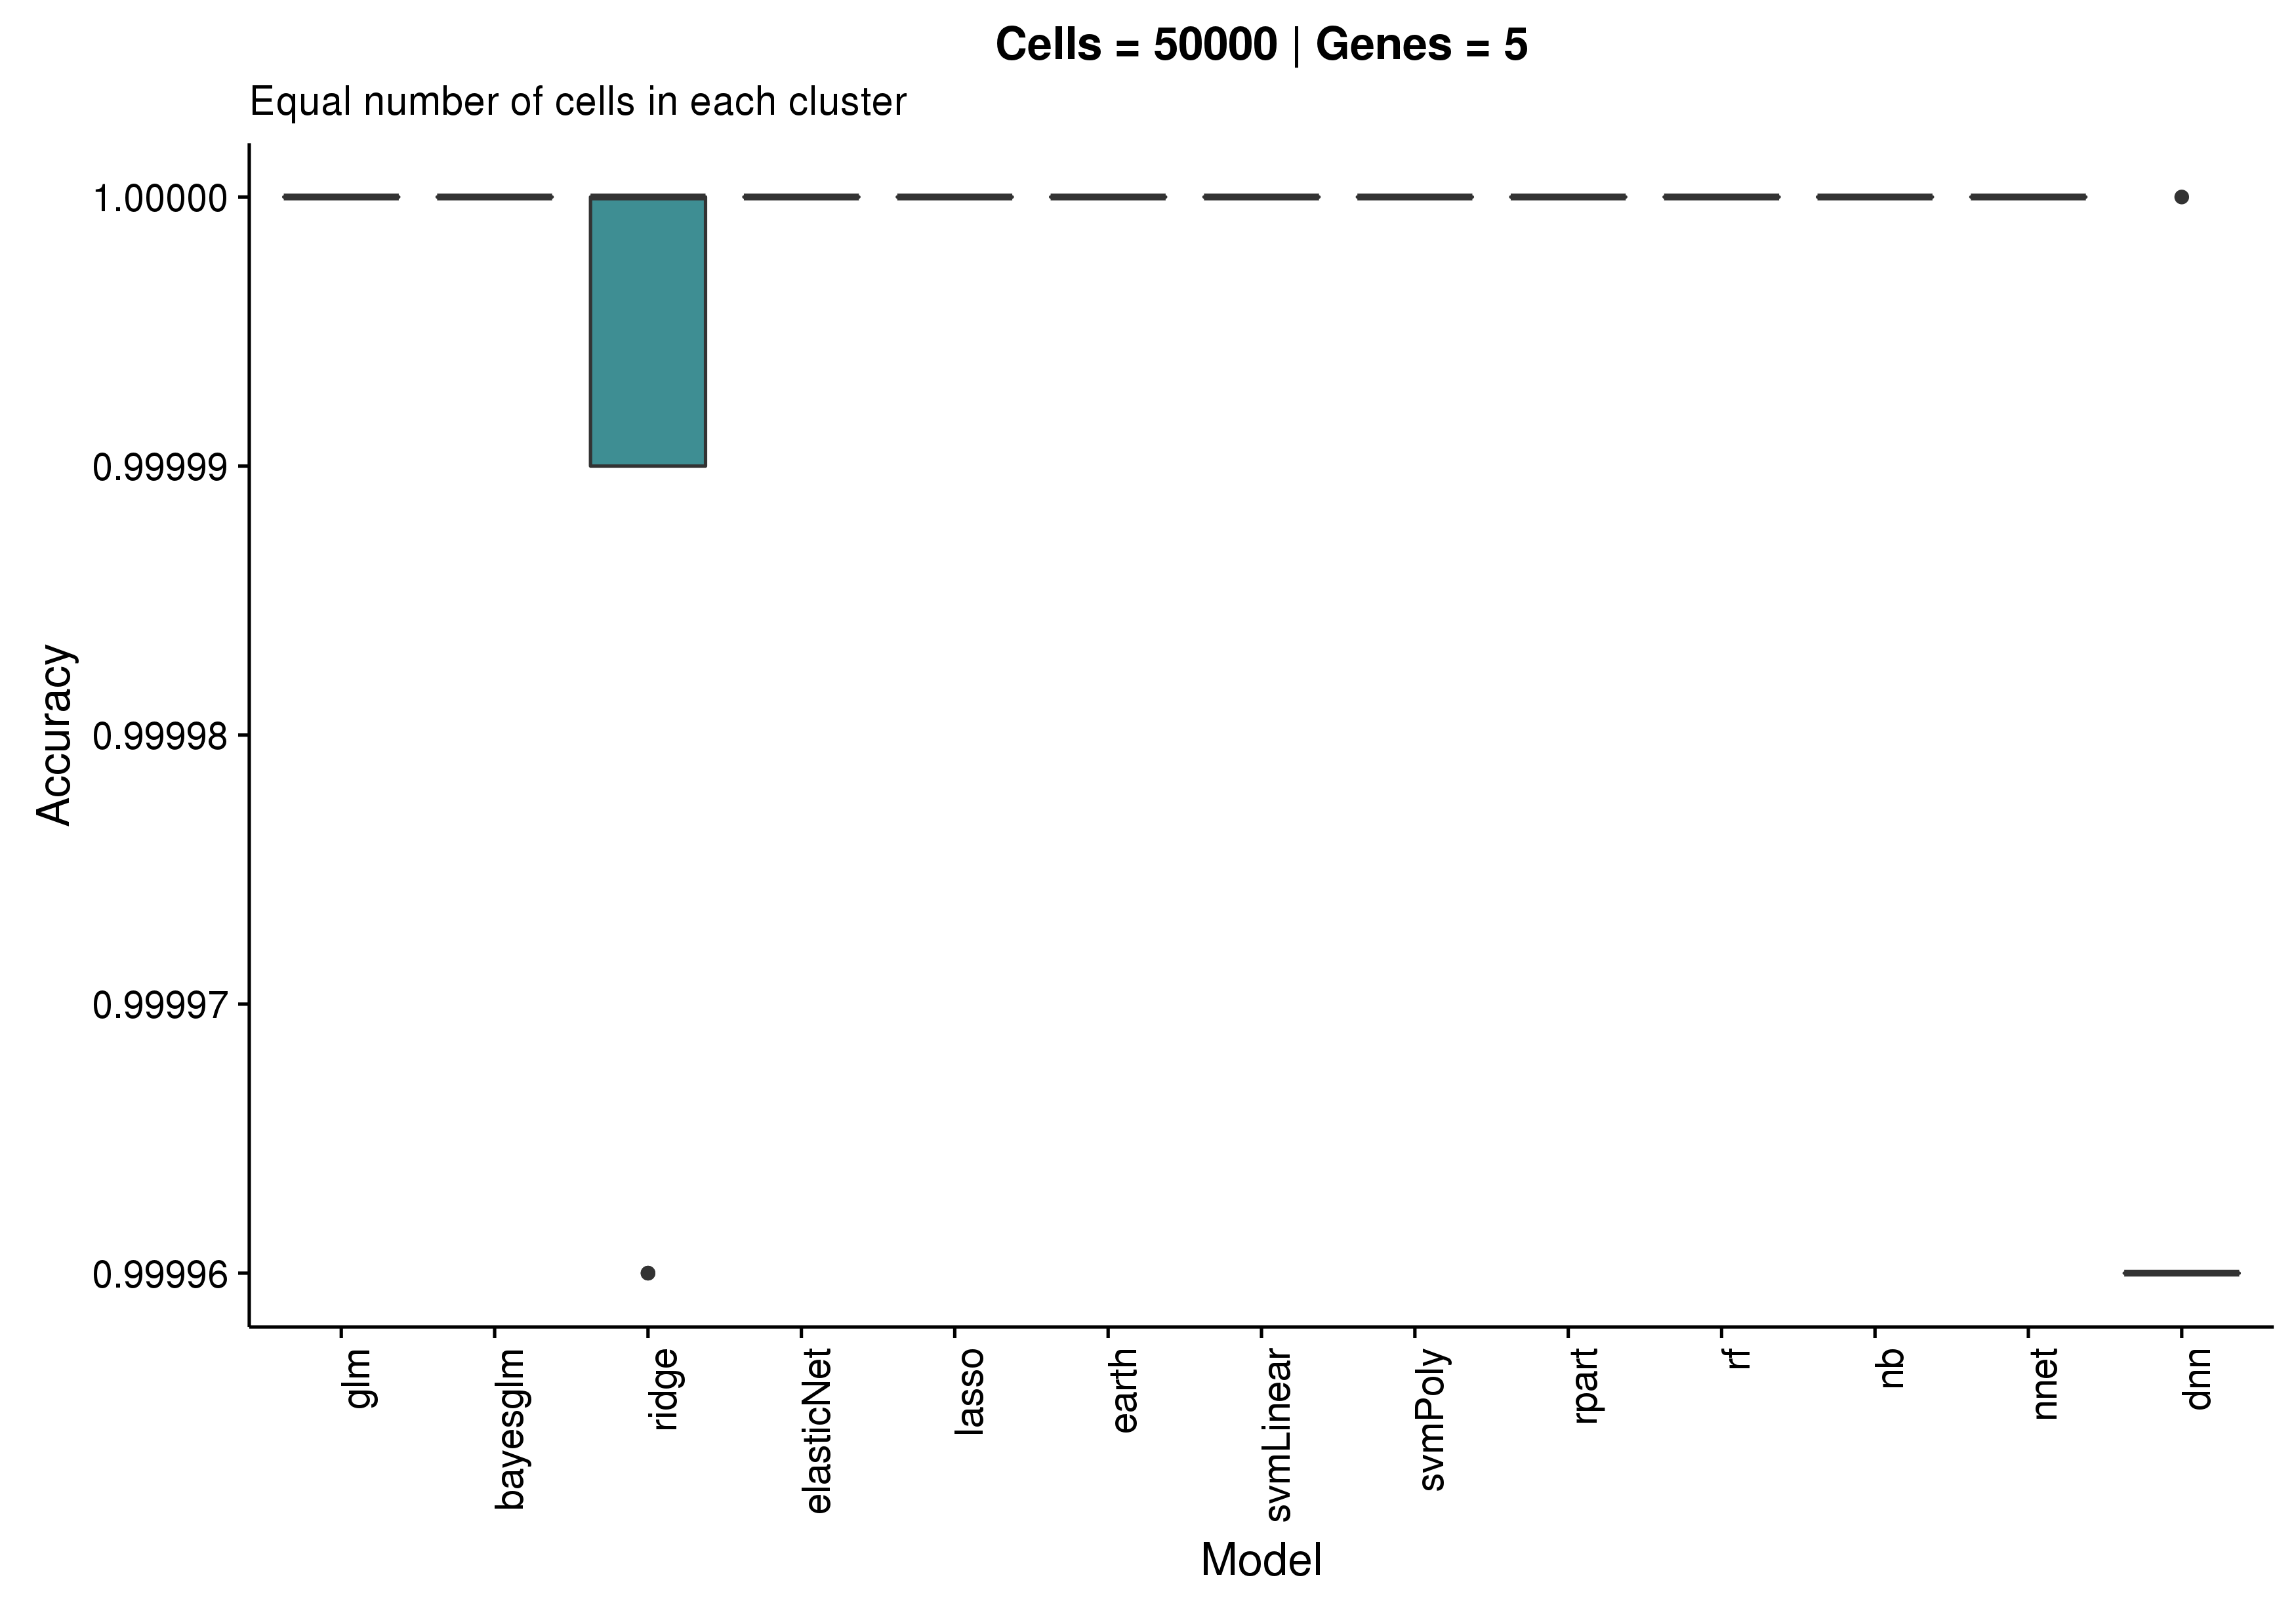 Cells = 50000 | Genes = 5
Equal number of cells in each cluster
Accuracy
1.00000
0.99999
0.99998
0.99997
0.99996
glm
bayesglm
ridge
elasticNet
lasso
earth
svmLinear
svmPoly
rpart
rf
nb
nnet
dnn
Model